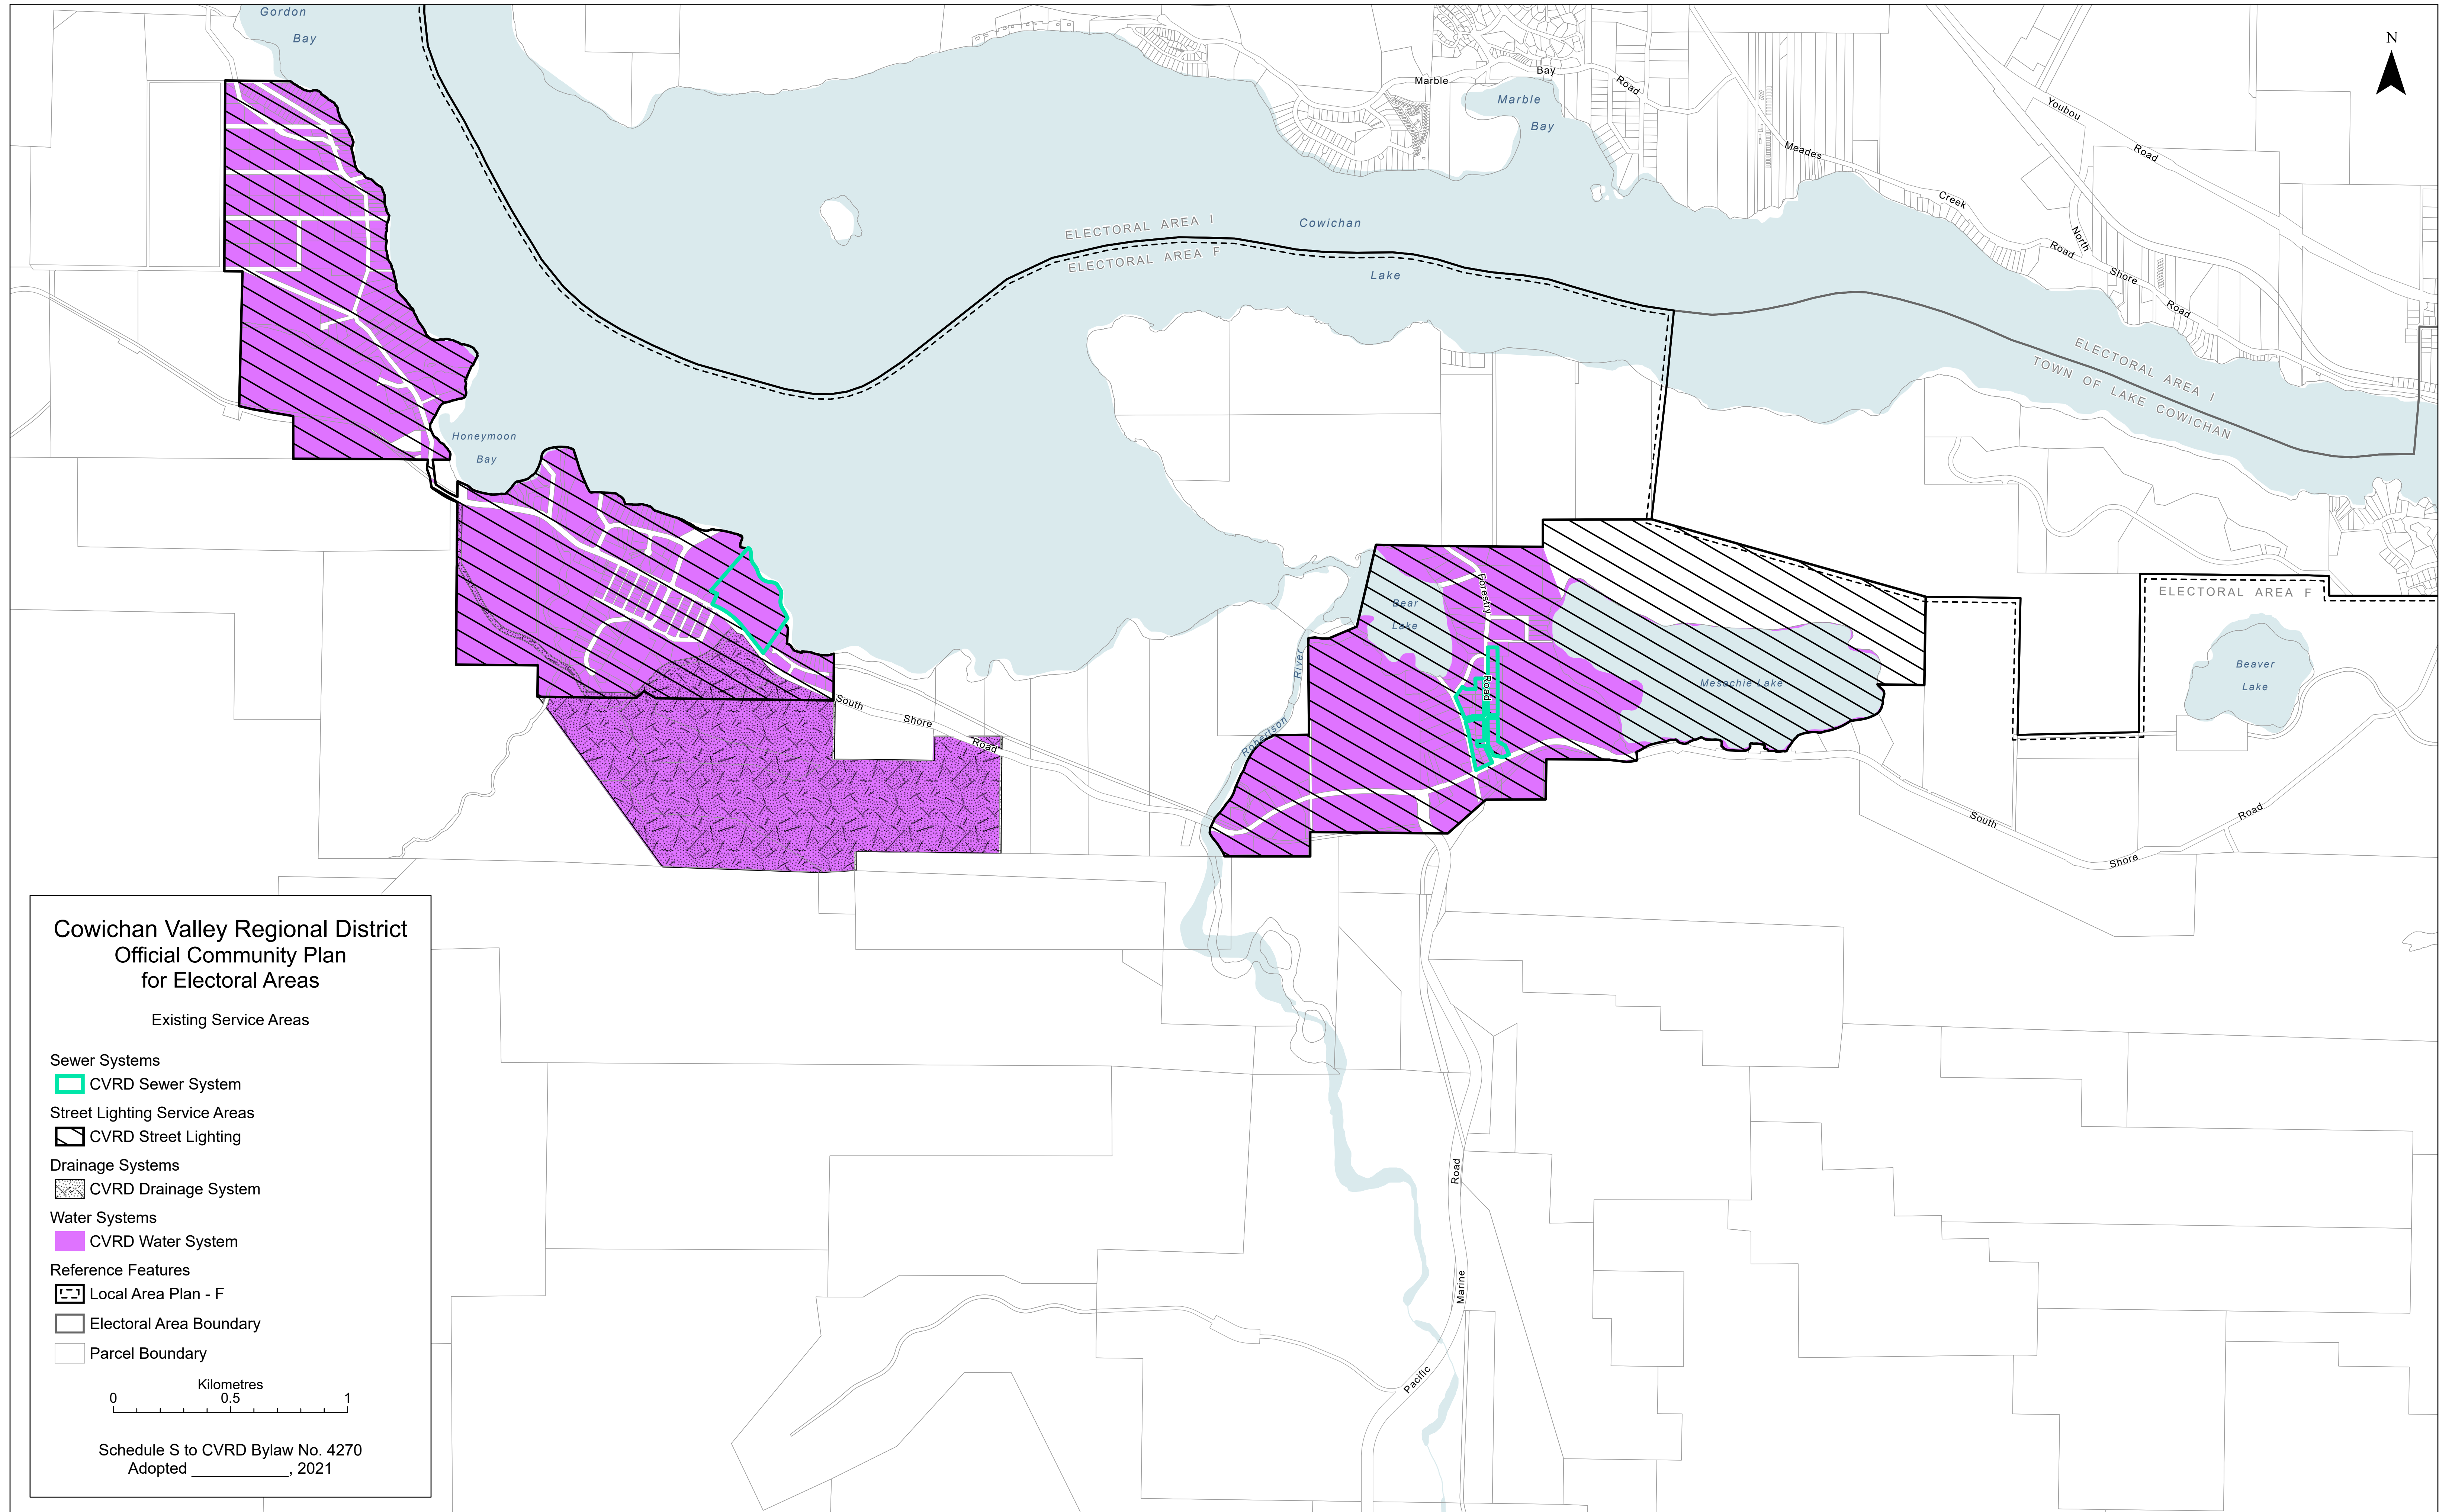 Gordon
Bay
N
Marble
Bay
Road
Marble
Bay
Youbou
Road
Meades
Creek
Road
North
Shore
Road
ELECTORAL AREA I
ELECTORAL AREA F
Cowichan
Lake
ELECTORAL AREA I
TOWN OF LAKE COWICHAN
Honeymoon
Bay
Forestry
Road
Bear
Lake
Mesachie Lake
ELECTORAL AREA F
Beaver
Lake
River
Robertson
South
Shore
Road
South
Shore
Road
Road
Marine
Pacific
Cowichan Valley Regional District
Official Community Plan
for Electoral Areas
Existing Service Areas
Sewer Systems
CVRD Sewer System
Street Lighting Service Areas
CVRD Street Lighting
Drainage Systems
CVRD Drainage System
Water Systems
CVRD Water System
Reference Features
Local Area Plan - F
Electoral Area Boundary
Parcel Boundary
Kilometres
0 0.5 1
Schedule S to CVRD Bylaw No. 4270
Adopted ____________, 2021